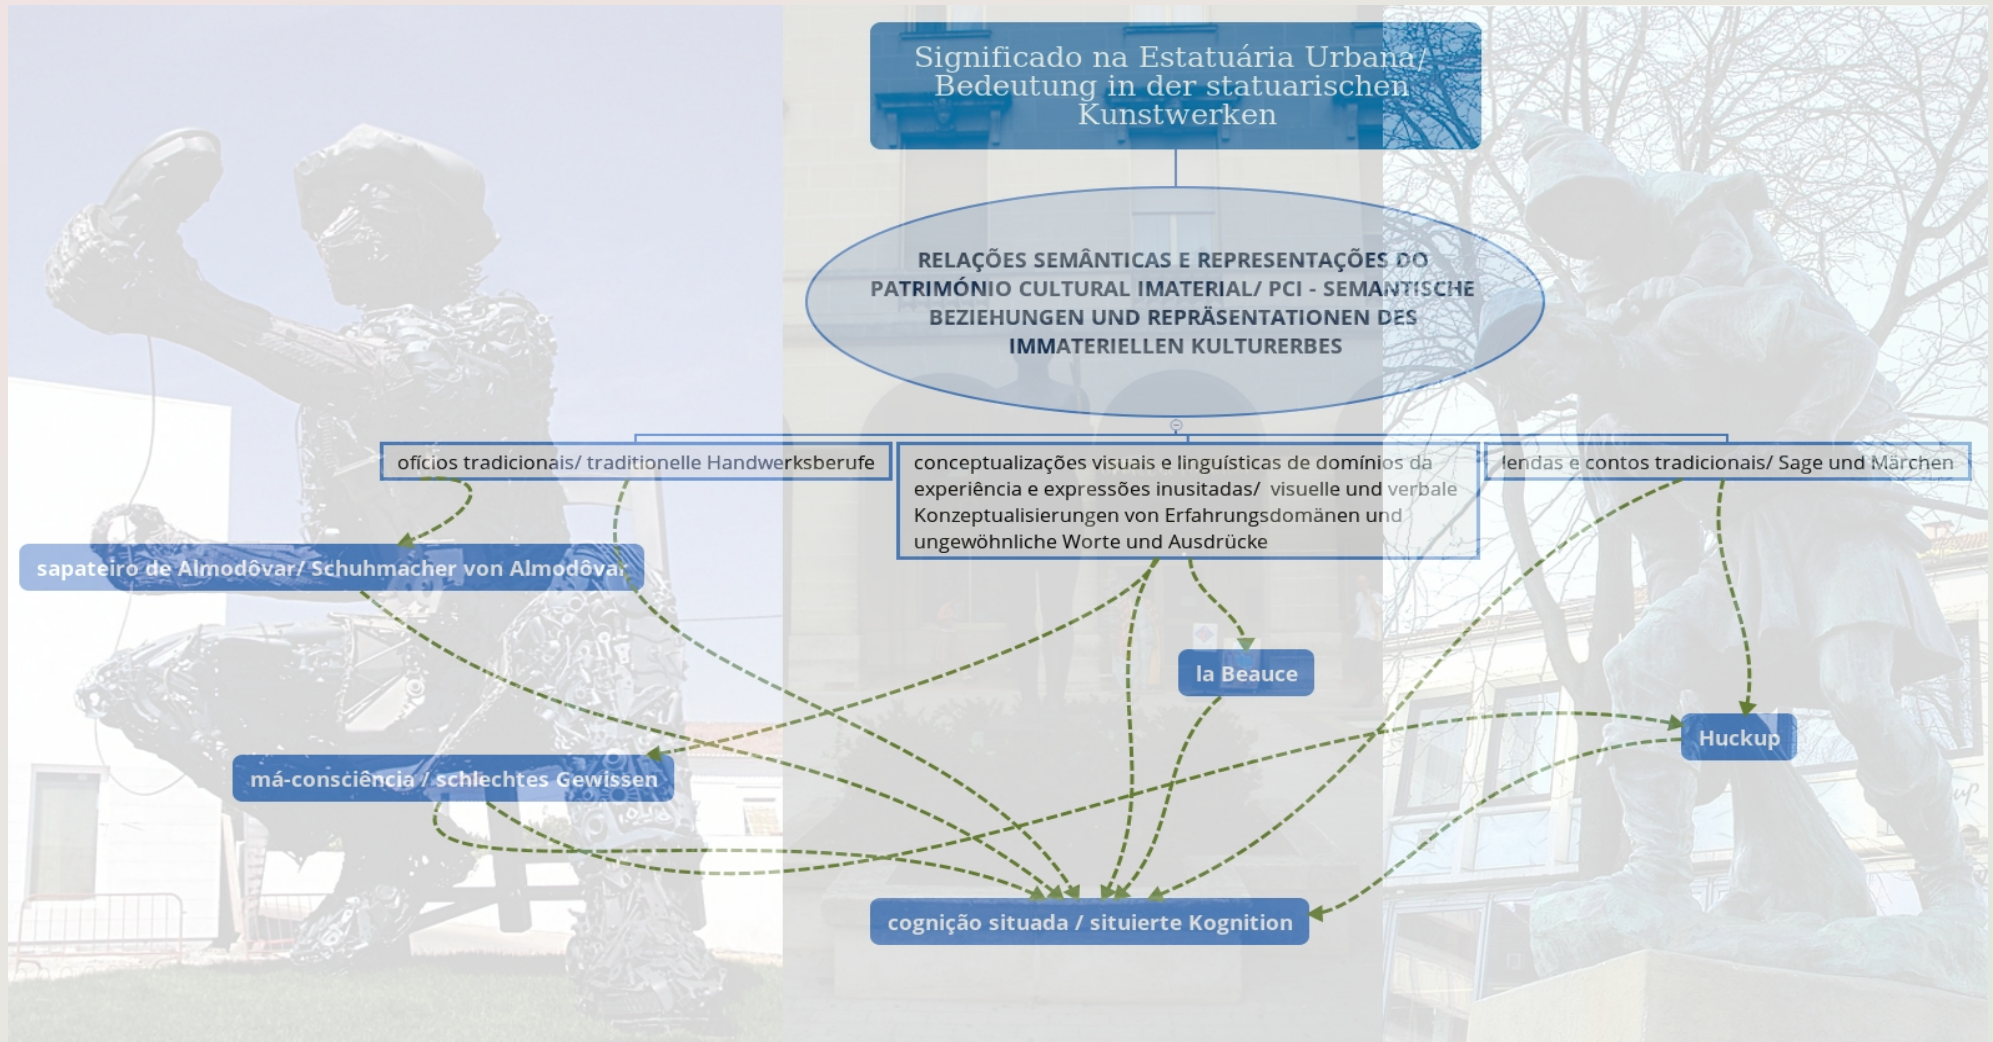 Significado na Estatuária Urbana/
Bedeutung in der statuarischen
Kunstwerken
RELAÇÕES SEMÂNTICAS E REPRESENTAÇÕES DO
PATRIMÓNIO CULTURAL IMATERIAL/ PCI - SEMANTISCHE
BEZIEHUNGEN UND REPRÄSENTATIONEN DES
IMMATERIELLEN KULTURERBES
ofícios tradicionais/ traditionelle Handwerksberufe
conceptualizações visuais e linguísticas de domínios da
experiência e expressões inusitadas/ visuelle und verbale
Konzeptualisierungen von Erfahrungsdomänen und
ungewöhnliche Worte und Ausdrücke
lendas e contos tradicionais/ Sage und Märchen
sapateiro de Almodôvar/ Schuhmacher von Almodôvar
la Beauce
Huckup
má-consciência / schlechtes Gewissen
cognição situada / situierte Kognition